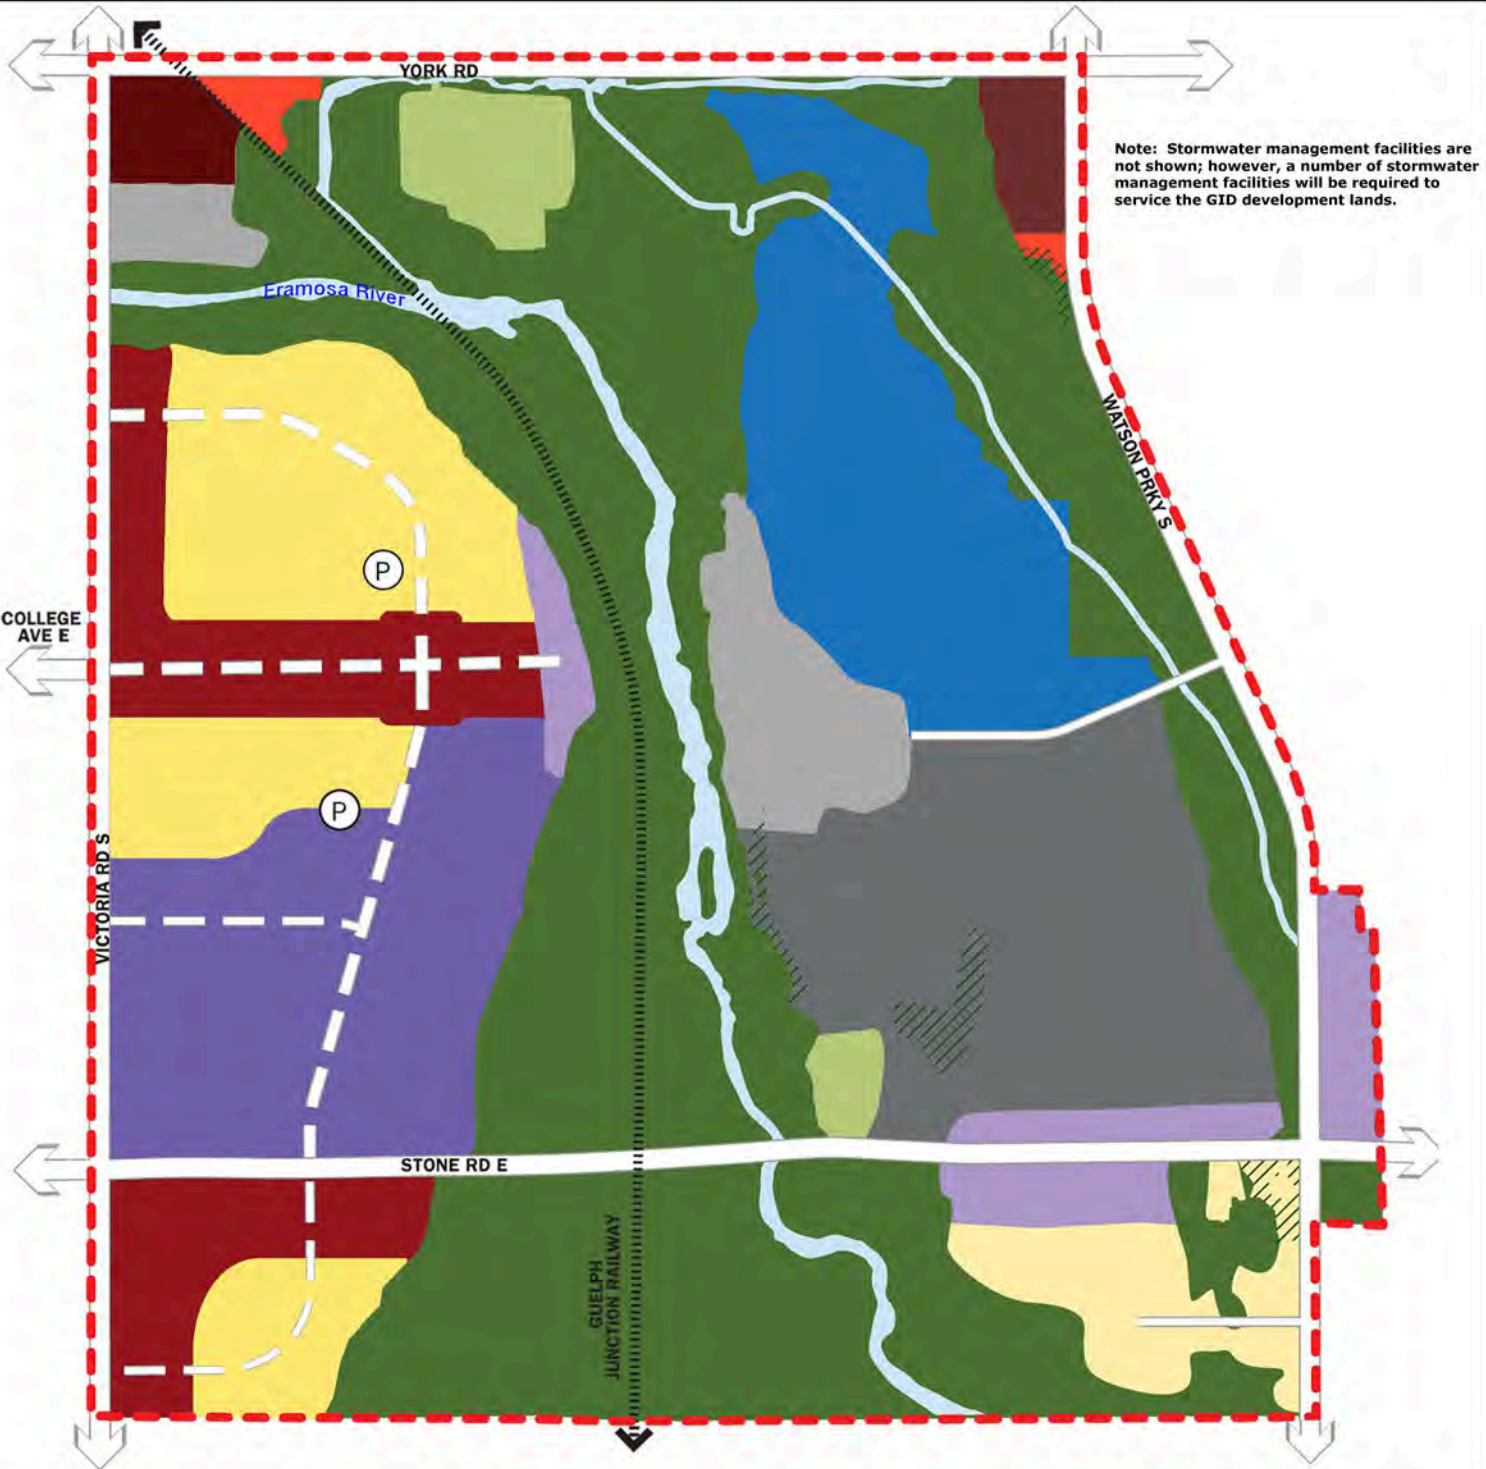 YORK RD
Note:  Stormwater management facilities are
not shown; however, a number of stormwater
management facilities will be required to
service the GID development lands.
Eramosa River
WATSON PRKY S
P
COLLEGE
AVE E
P
VICTORIA RD S
STONE RD E
GUELPH
JUNCTION RAILWAY